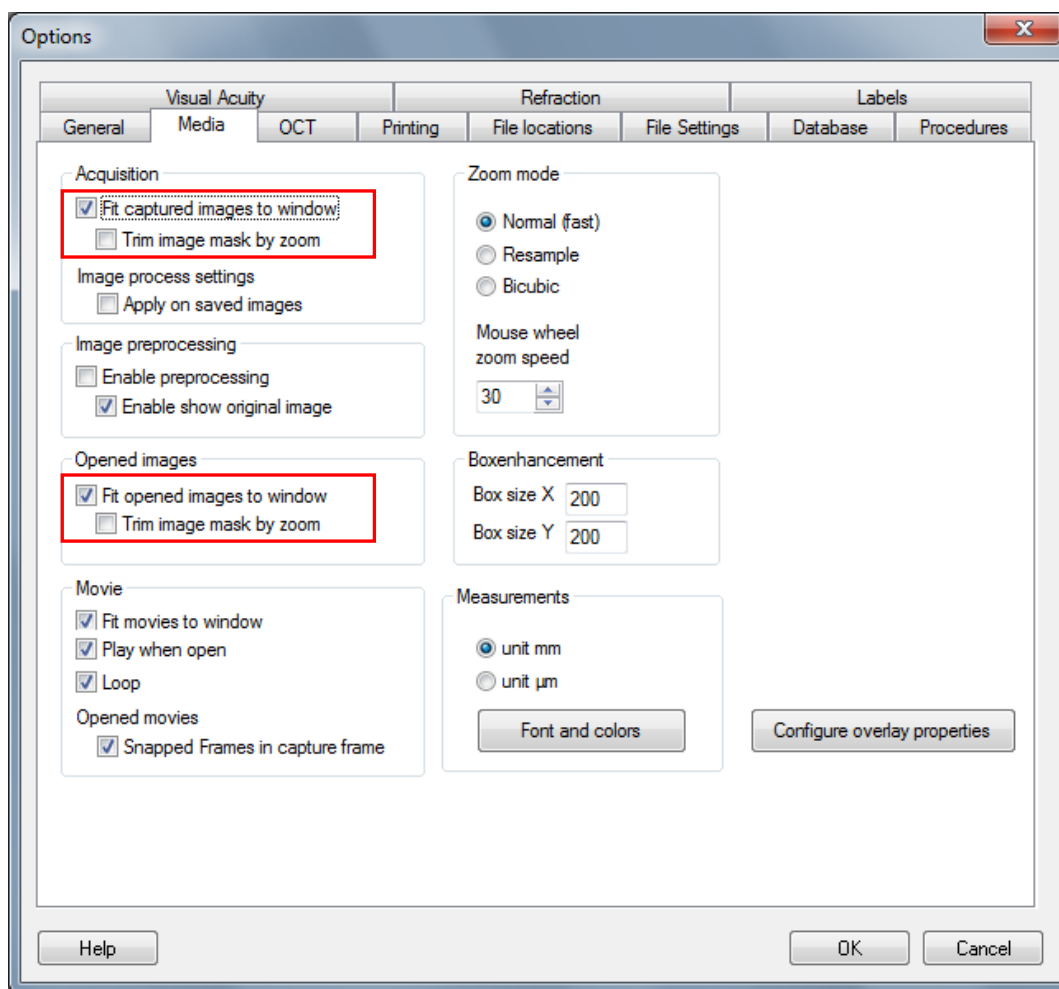 Options
Visual Acuity
Refraction
Labels
General
Media
OCT
Printing
File locations
File Settings
Database
Procedures
Acquisition
Fit captured images to window
Trim image mask by zoom
Image process settings
Apply on saved images
Image preprocessing
Enable preprocessing
Enable show original image
Opened images
Fit opened images to window
Trim image mask by zoom
Movie
Fit movies to window
Play when open
Loop
Opened movies
Snapped Frames in capture frame
Zoom mode
Normal (fast)
Resample
Bicubic
Mouse wheel
zoom speed
30
Boxenhancement
Box size X 200
Box size Y 200
Measurements
unit mm
unit µm
Font and colors
Configure overlay properties
Help
OK
Cancel